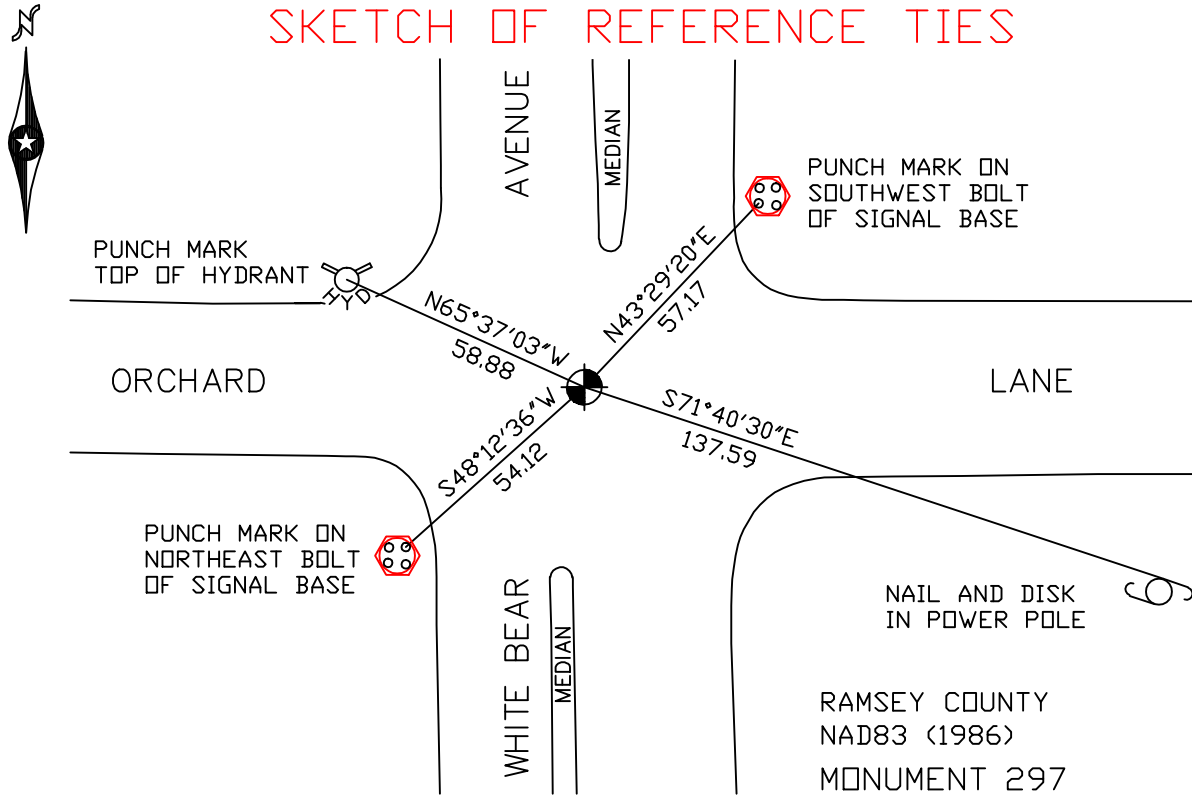 N
SKETCH OF REFERENCE TIES
AVENUE
MEDIAN
PUNCH MARK ON
SOUTHWEST BOLT
OF SIGNAL BASE
PUNCH MARK
TOP OF HYDRANT
HYD
N65°37'03"W
58.88
N43°29'20"E
57.17
ORCHARD
LANE
S48°12'36"W
54.12
S71°40'30"E
137.59
PUNCH MARK ON
NORTHEAST BOLT
OF SIGNAL BASE
WHITE BEAR
MEDIAN
NAIL AND DISK
IN POWER POLE
RAMSEY COUNTY
NAD83 (1986)
MONUMENT 297